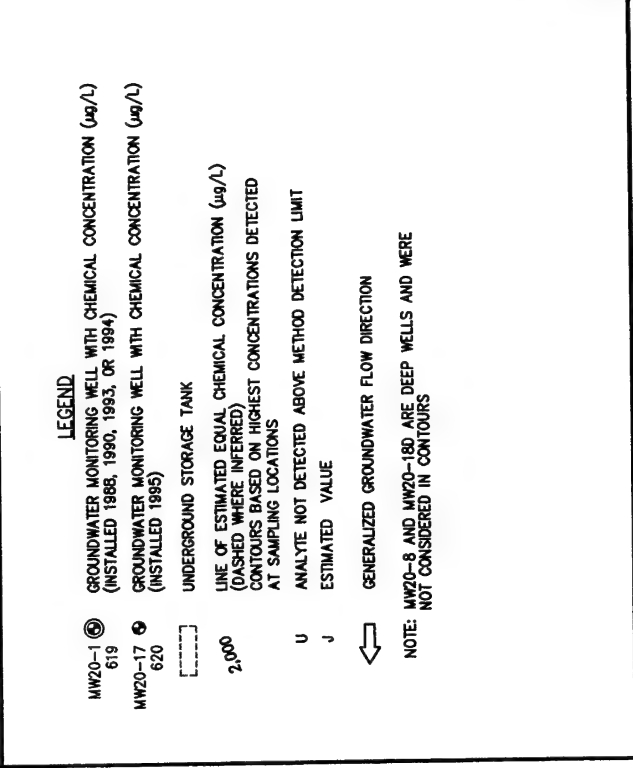 LEGEND
MW20-1 GROUNDWATER MONITORING WELL WITH CHEMICAL CONCENTRATION (µg/L)
619 (INSTALLED 1988, 1990, 1993, OR 1994)
MW20-17 GROUNDWATER MONITORING WELL WITH CHEMICAL CONCENTRATION (µg/L)
620 (INSTALLED 1995)
UNDERGROUND STORAGE TANK
2,000 LINE OF ESTIMATED EQUAL CHEMICAL CONCENTRATION (µg/L)
(DASHED WHERE INFERRED)
CONTOURS BASED ON HIGHEST CONCENTRATIONS DETECTED
AT SAMPLING LOCATIONS
U ANALYTE NOT DETECTED ABOVE METHOD DETECTION LIMIT
J ESTIMATED VALUE
GENERALIZED GROUNDWATER FLOW DIRECTION
NOTE: MW20-8 AND MW20-18D ARE DEEP WELLS AND WERE
NOT CONSIDERED IN CONTOURS